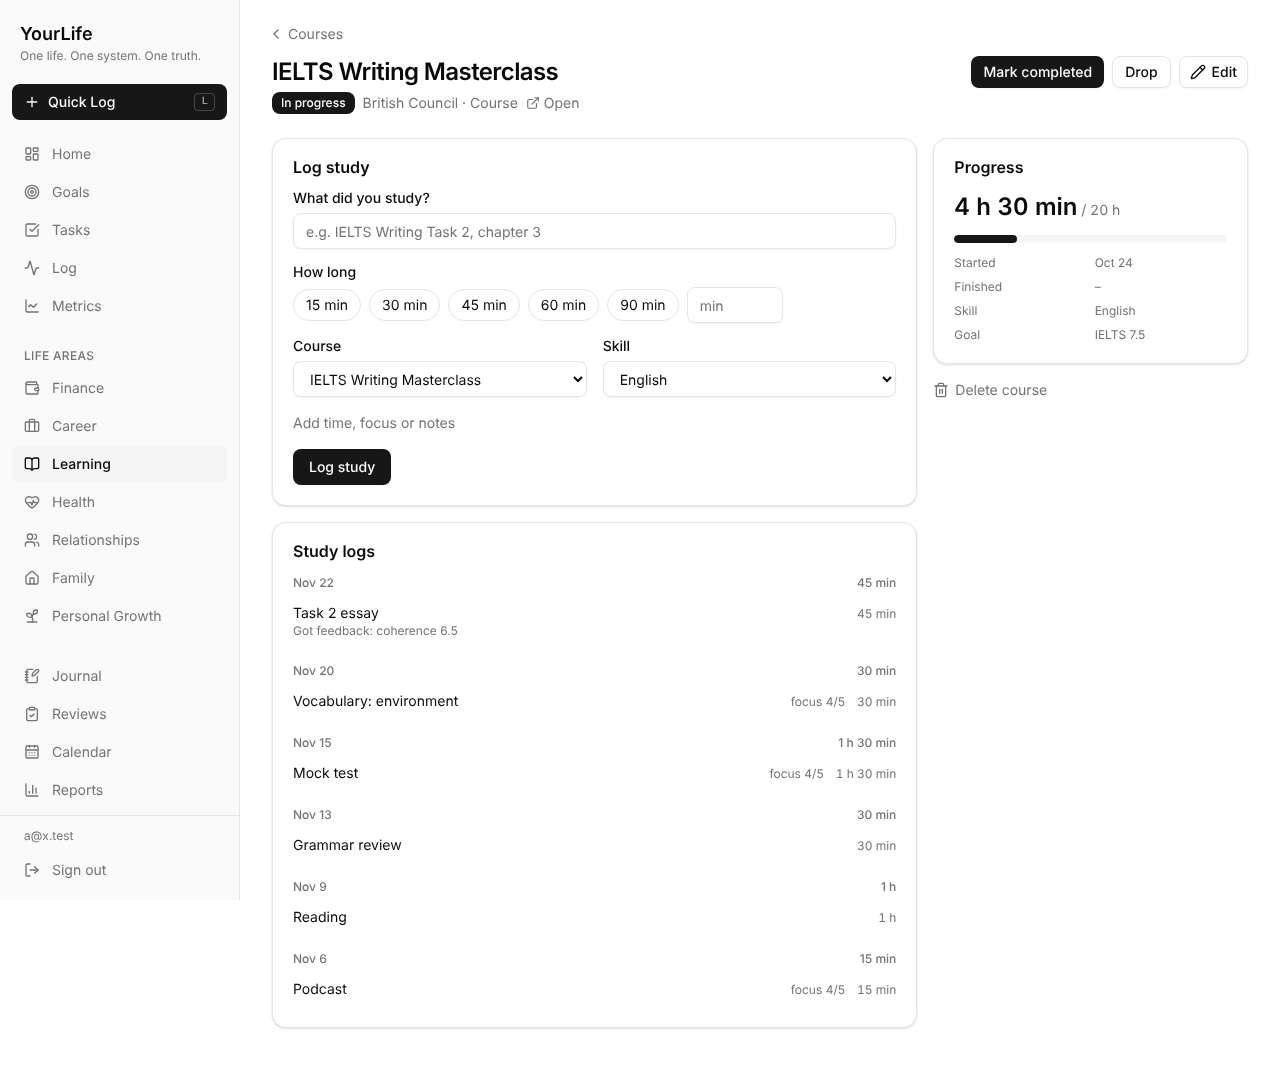 YourLife
One life. One system. One truth.
Quick Log L
Home
Goals
Tasks
Log
Metrics
LIFE AREAS
Finance
Career
Learning
Health
Relationships
Family
Personal Growth
Journal
Reviews
Calendar
Reports
a@x.test
Sign out
Courses
IELTS Writing Masterclass
Mark completed Drop Edit
In progress British Council · Course Open
Log study
What did you study?
e.g. IELTS Writing Task 2, chapter 3
How long
15 min 30 min 45 min 60 min 90 min min
Course Skill
IELTS Writing Masterclass English
Add time, focus or notes
Log study
Study logs
Nov 22 45 min
Task 2 essay 45 min
Got feedback: coherence 6.5
Nov 20 30 min
Vocabulary: environment focus 4/5 30 min
Nov 15 1 h 30 min
Mock test focus 4/5 1 h 30 min
Nov 13 30 min
Grammar review 30 min
Nov 9 1 h
Reading 1 h
Nov 6 15 min
Podcast focus 4/5 15 min
Progress
4 h 30 min / 20 h
Started Oct 24
Finished –
Skill English
Goal IELTS 7.5
Delete course